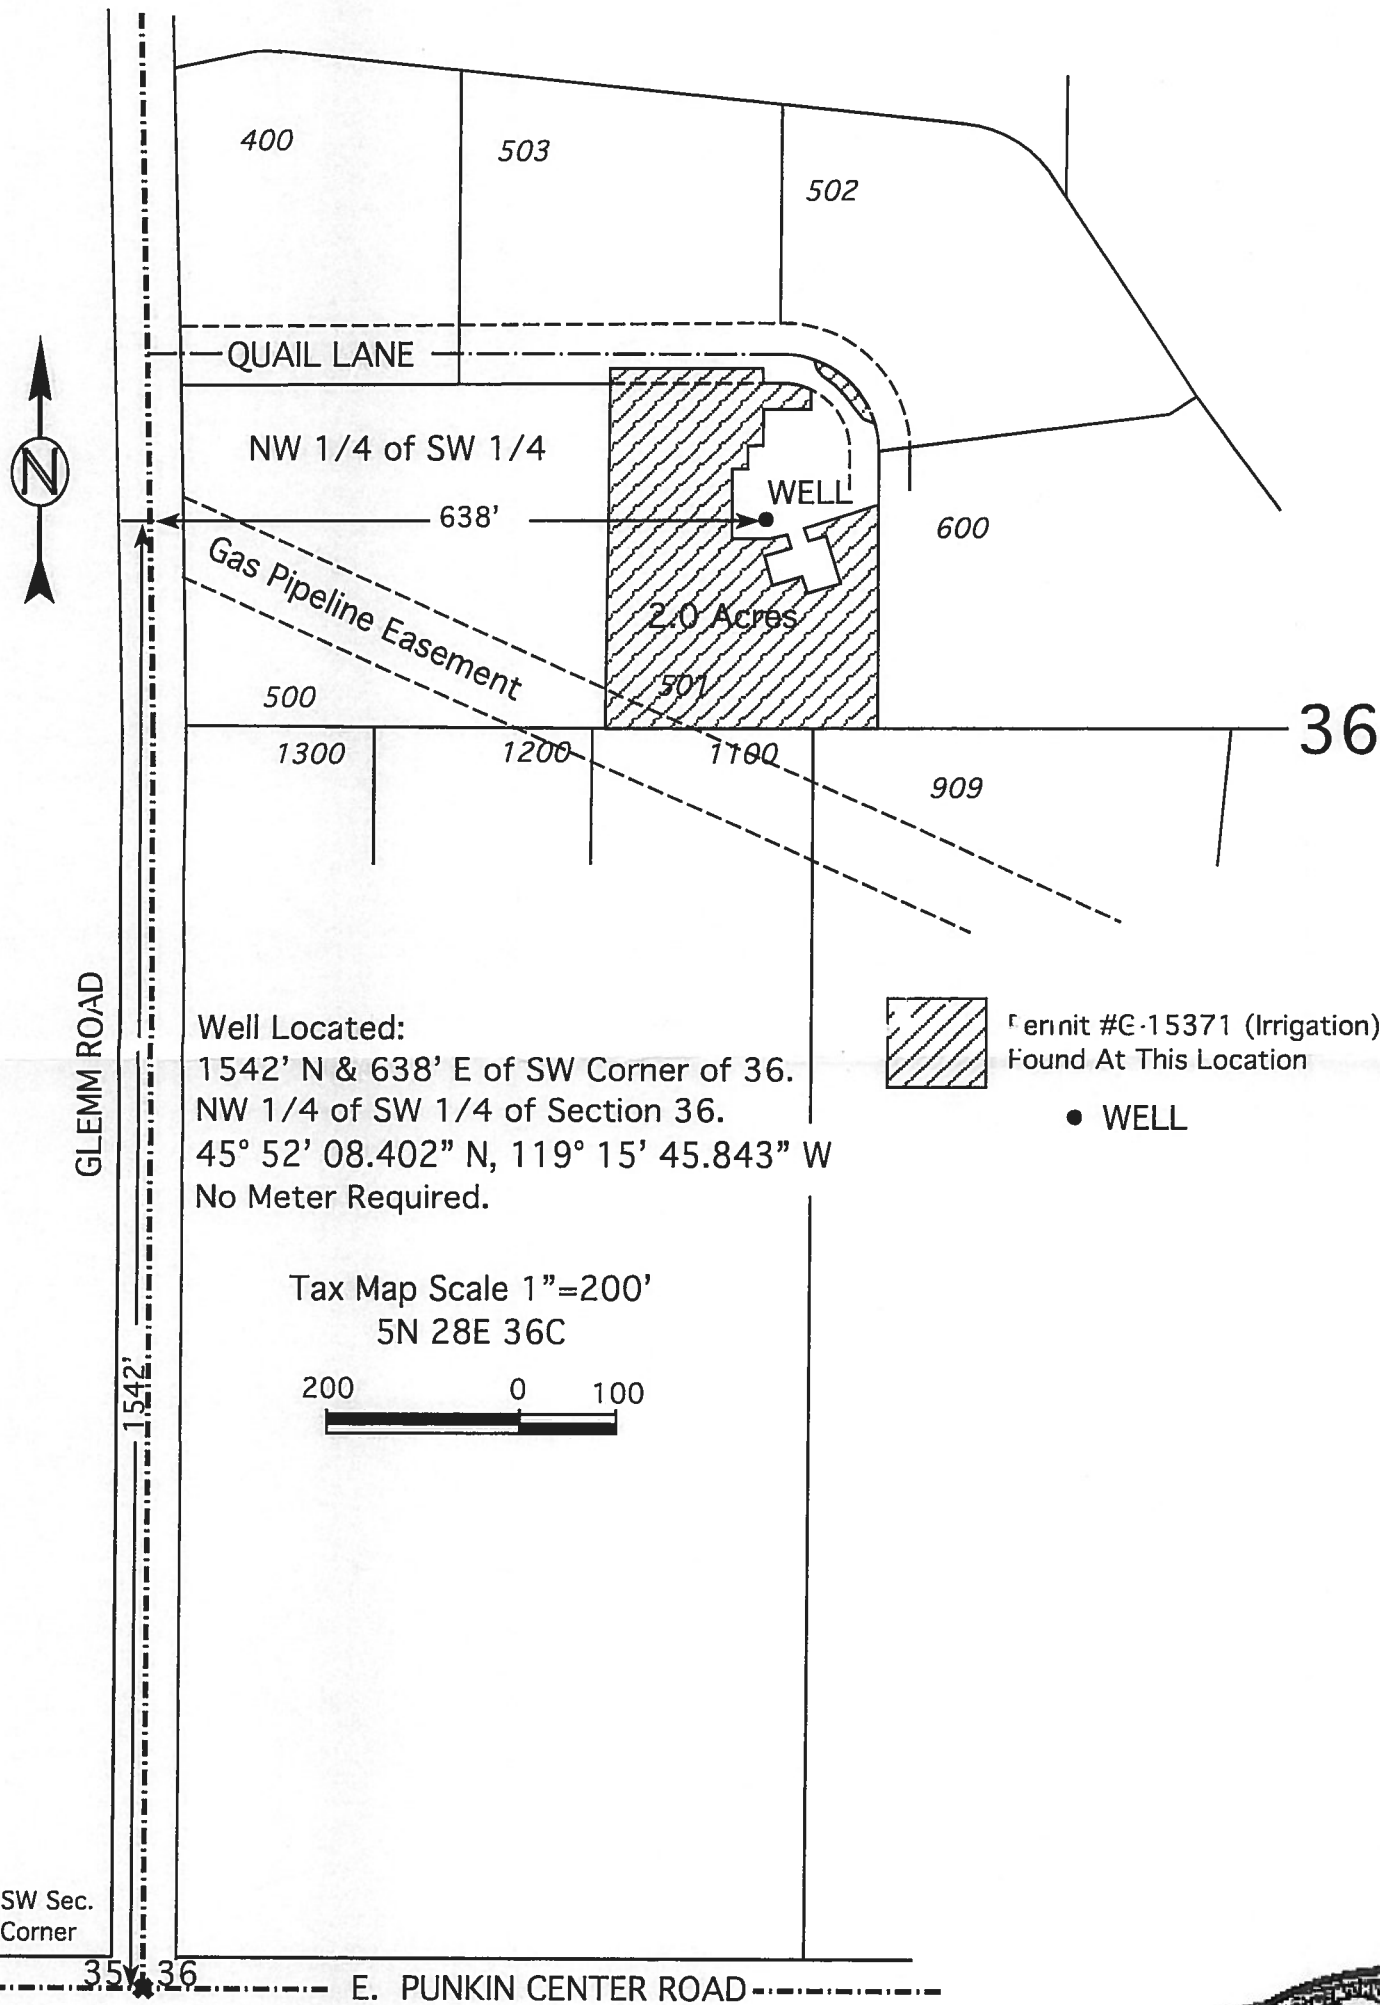 400
503
502
QUAIL LANE
N
NW 1/4 of SW 1/4
WELL
638'
600
Gas Pipeline Easement
2.0 Acres
501
500
36
1300
1200
1100
909
GLEMM ROAD
Well Located:
1542' N & 638' E of SW Corner of 36.
NW 1/4 of SW 1/4 of Section 36.
45° 52' 08.402" N, 119° 15' 45.843" W
No Meter Required.
Permit #G-15371 (Irrigation)
Found At This Location
WELL
Tax Map Scale 1"=200'
5N 28E 36C
200 0 100
1542'
SW Sec.
Corner
35 36
E. PUNKIN CENTER ROAD